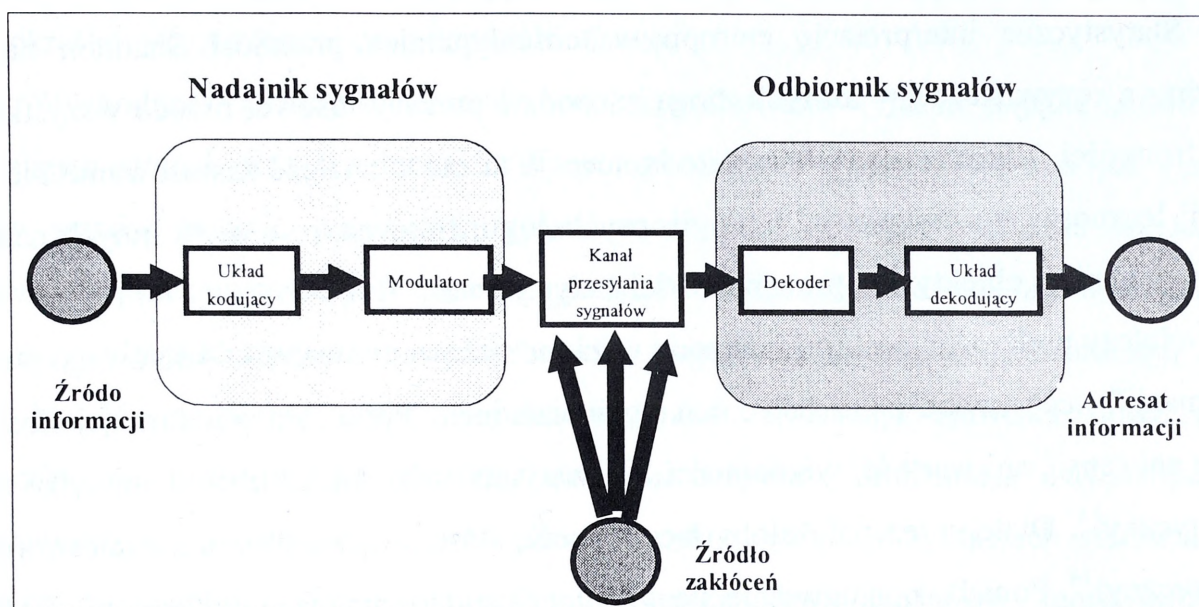 Nadajnik sygnałów
Odbiornik sygnałów
Układ
kodujący
Modulator
Kanał
przesyłania
sygnałów
Dekoder
Układ
dekodujący
Źródo
informacji
Adresat
informacji
Źródło
zakłóceń